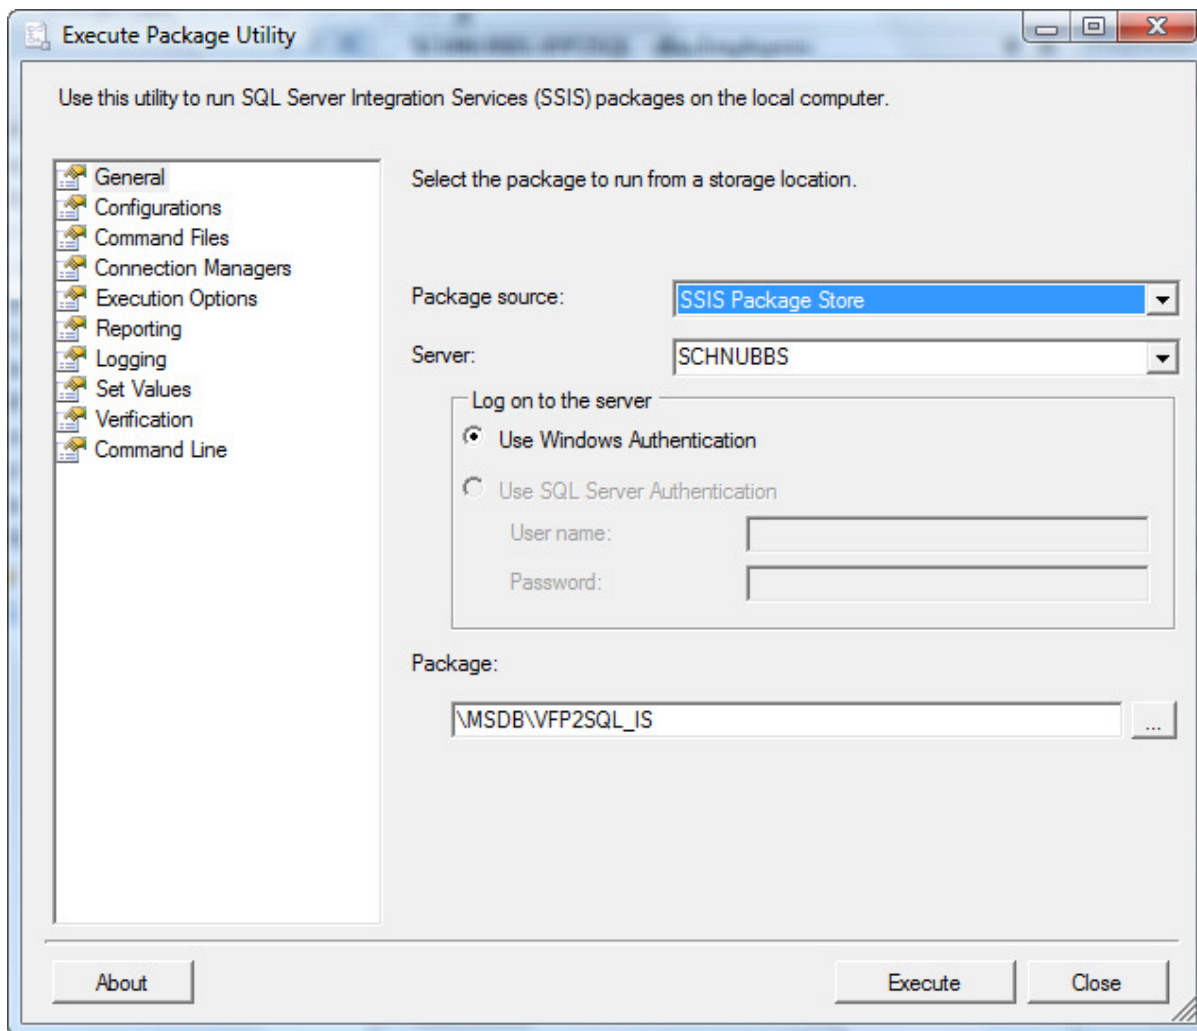 Execute Package Utility
Use this utility to run SQL Server Integration Services (SSIS) packages on the local computer.
General
Configurations
Command Files
Connection Managers
Execution Options
Reporting
Logging
Set Values
Verification
Command Line
Select the package to run from a storage location.
Package source: SSIS Package Store
Server: SCHNUBBS
Log on to the server
Use Windows Authentication
Use SQL Server Authentication
User name:
Password:
Package:
\MSDB\VFP2SQL_IS
...
About
Execute
Close